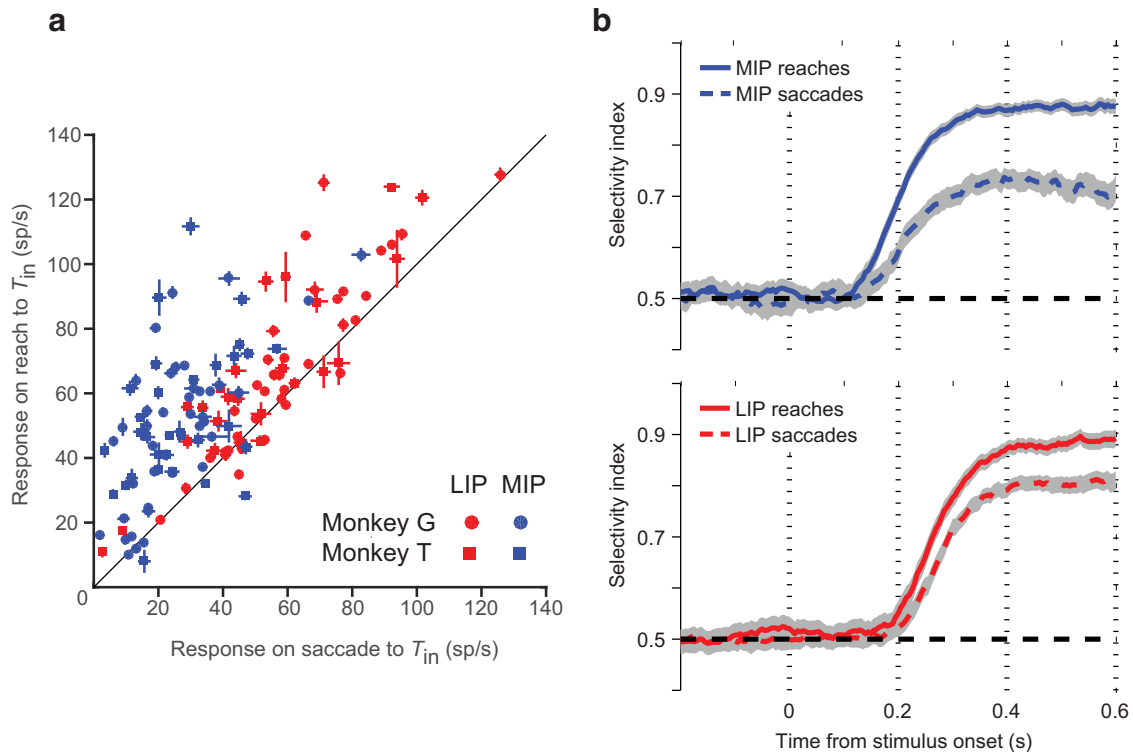 a
Response on reach to Tin (sp/s)
140
120
100
80
60
40
20
0
20
40
60
80
100
120
140
Response on saccade to Tin (sp/s)
LIP MIP
Monkey G
Monkey T
b
Selectivity index
0.9
0.7
0.5
MIP reaches
MIP saccades
Selectivity index
0.9
0.7
0.5
LIP reaches
LIP saccades
0
0.2
0.4
0.6
Time from stimulus onset (s)